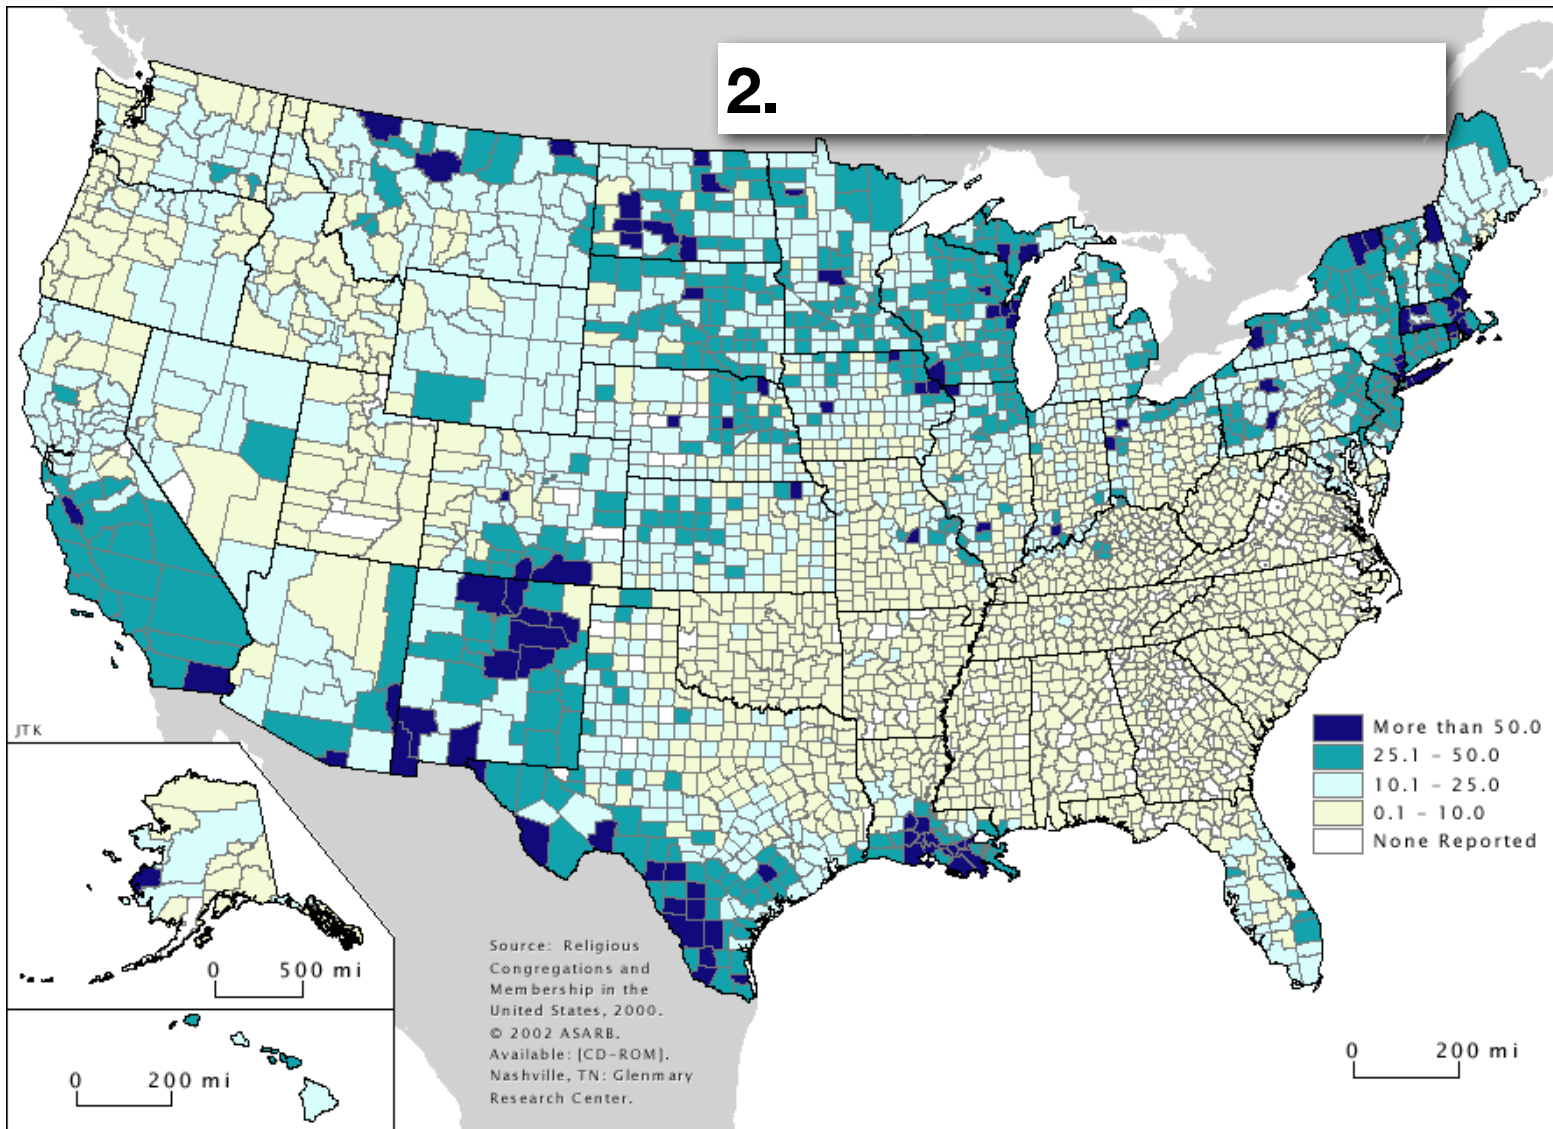 2.
JTK
More than 50.0
25.1 – 50.0
10.1 – 25.0
0.1 – 10.0
None Reported
0 500 mi
0 200 mi
Source: Religious
Congregations and
Membership in the
United States, 2000.
© 2002 ASARB.
Available: [CD-ROM].
Nashville, TN: Glenmary
Research Center.
0 200 mi